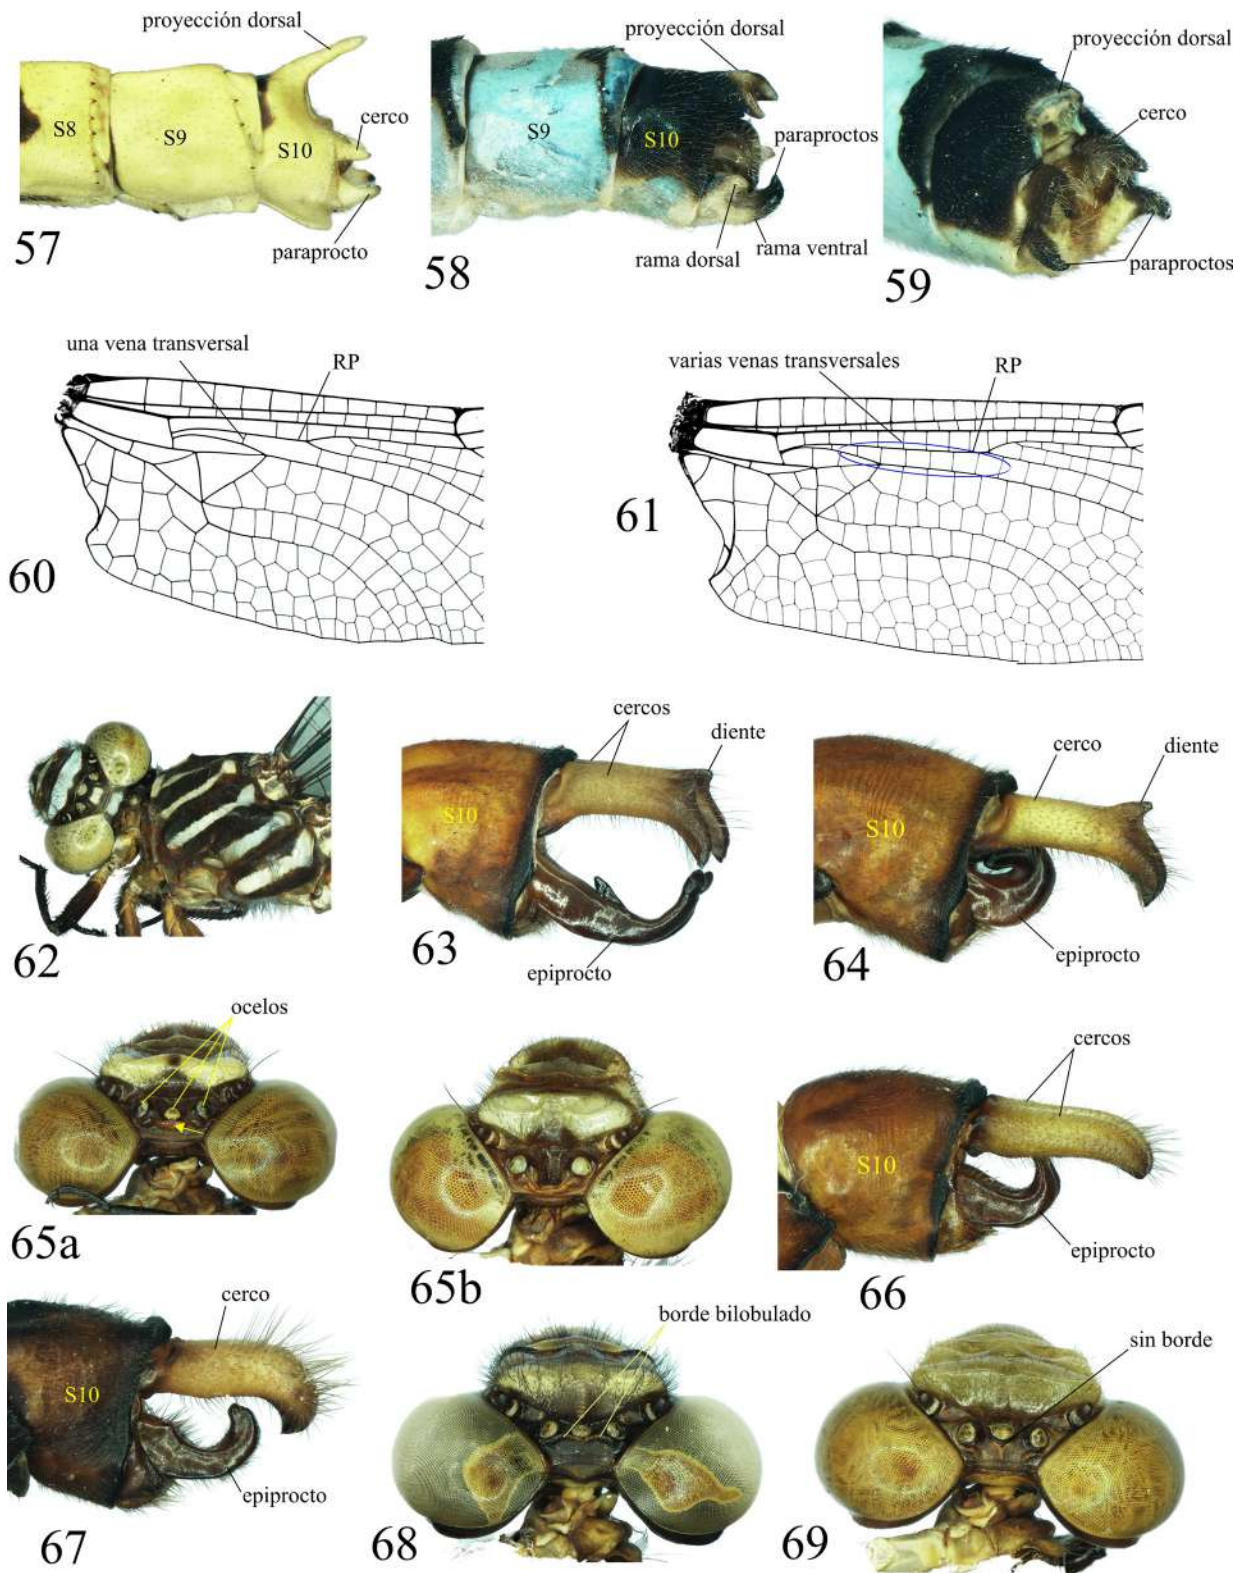 proyección dorsal
S8
S9
S10
cerco
paraprocto
57
proyección dorsal
S9
S10
paraproctos
rama ventral
rama dorsal
58
proyección dorsal
cerco
paraproctos
59
una vena transversal
RP
60
varias venas transversales
RP
61
62
cercos
diente
S10
epiprocto
63
cerco
diente
S10
epiprocto
64
ocelos
65a
65b
cercos
S10
epiprocto
66
cerco
S10
epiprocto
67
borde bilobulado
68
sin borde
69